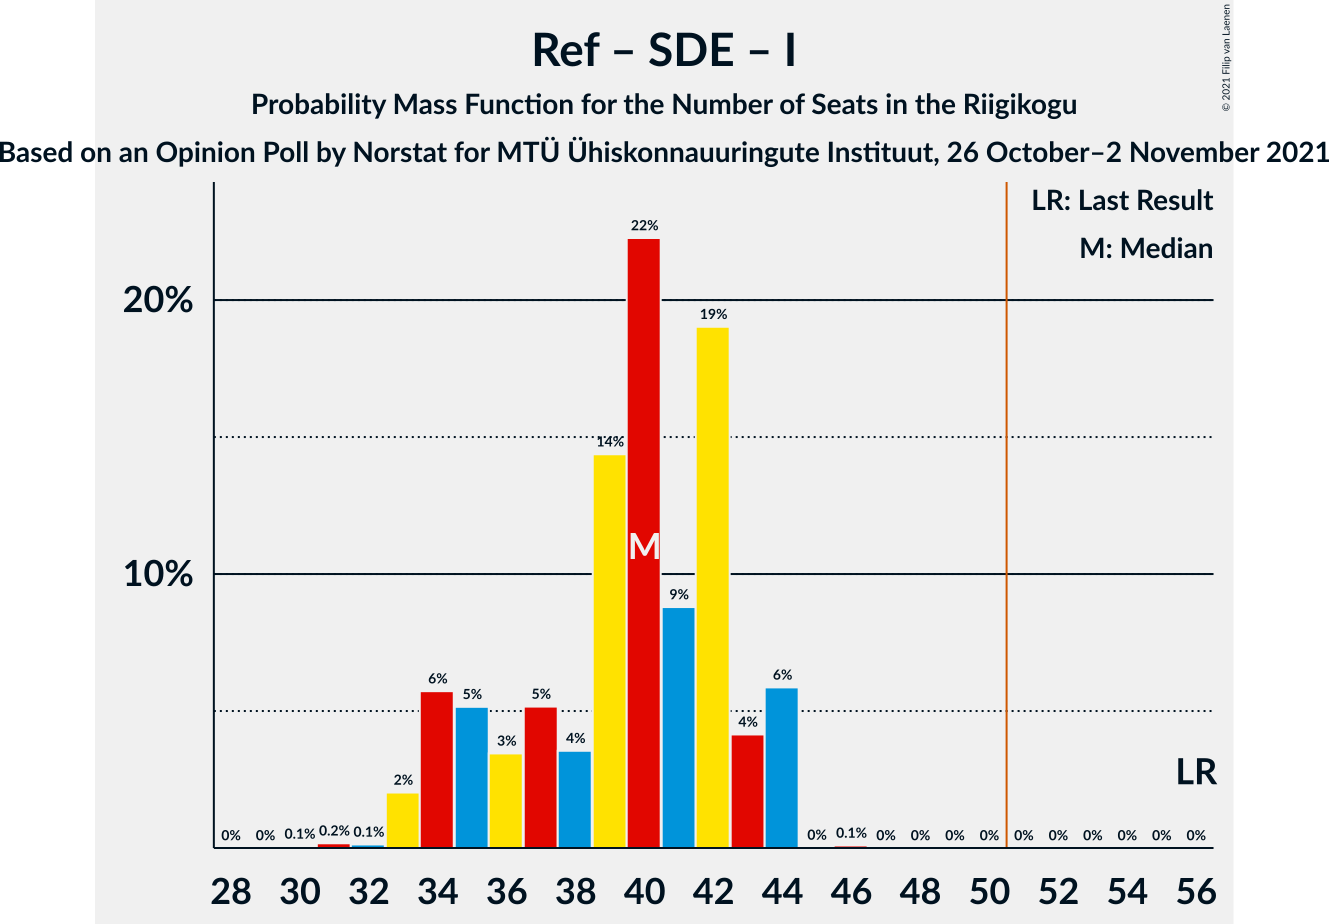 Ref – SDE – I
Probability Mass Function for the Number of Seats in the Riigikogu
Based on an Opinion Poll by Norstat for MTÜ Ühiskonnauuringute Instituut, 26 October–2 November 2021
© 2021 Filip van Laenen
LR: Last Result
M: Median
22%
20%
19%
14%
M
10%
9%
6% 5% 5% 6%
3% 4% 4%
2%
LR
0% 0% 0.1% 0.2% 0.1% 0% 0.1% 0% 0% 0% 0% 0% 0% 0% 0% 0% 0%
28 30 32 34 36 38 40 42 44 46 48 50 52 54 56